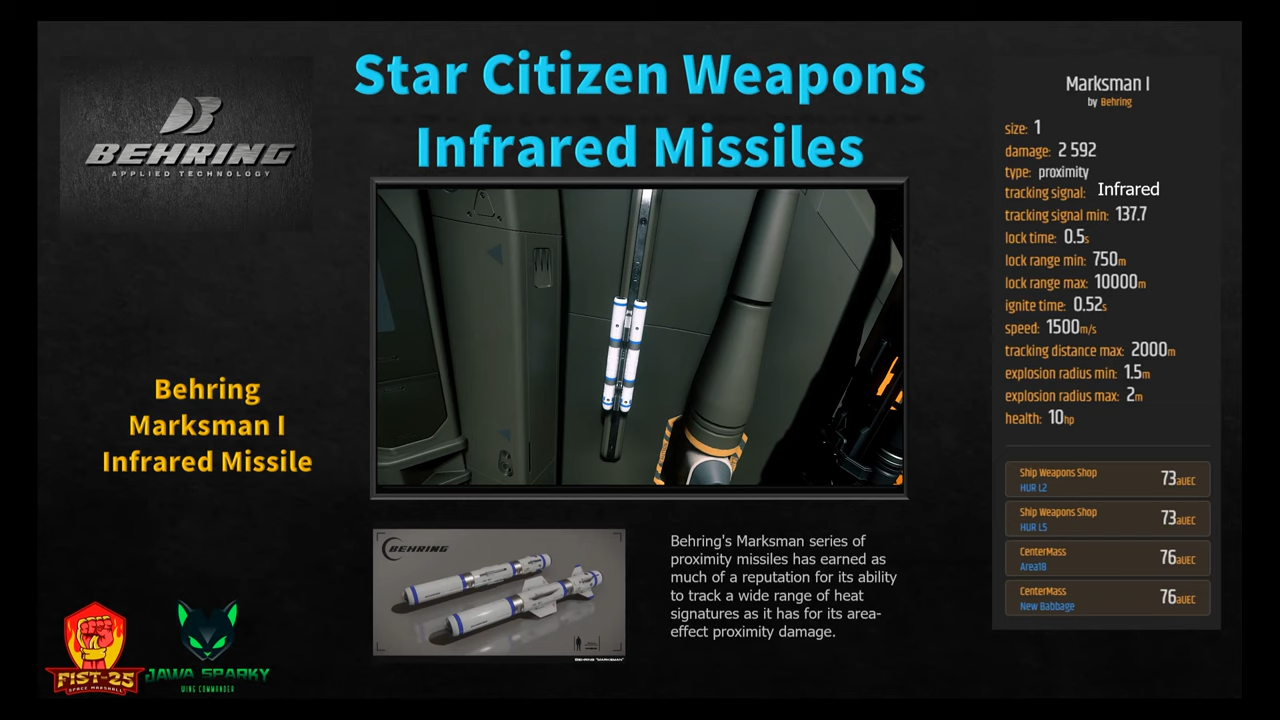 Star Citizen Weapons
Infrared Missiles
BEHRING
APPLIED TECHNOLOGY
Behring
Marksman I
Infrared Missile
FIST-25
SPACE MARSHALL
JAWA SPARKY
WING COMMANDER
BEHRING
BEHRING "MARKSMAN"
Behring's Marksman series of
proximity missiles has earned as
much of a reputation for its ability
to track a wide range of heat
signatures as it has for its area-
effect proximity damage.
Marksman I
by Behring
size: 1
damage: 2 592
type: proximity
tracking signal: Infrared
tracking signal min: 137.7
lock time: 0.5s
lock range min: 750m
lock range max: 10000m
ignite time: 0.52s
speed: 1500m/s
tracking distance max: 2000m
explosion radius min: 1.5m
explosion radius max: 2m
health: 10hp
Ship Weapons Shop 73aUEC
HUR L2
Ship Weapons Shop 73aUEC
HUR L5
CenterMass 76aUEC
Area18
CenterMass 76aUEC
New Babbage